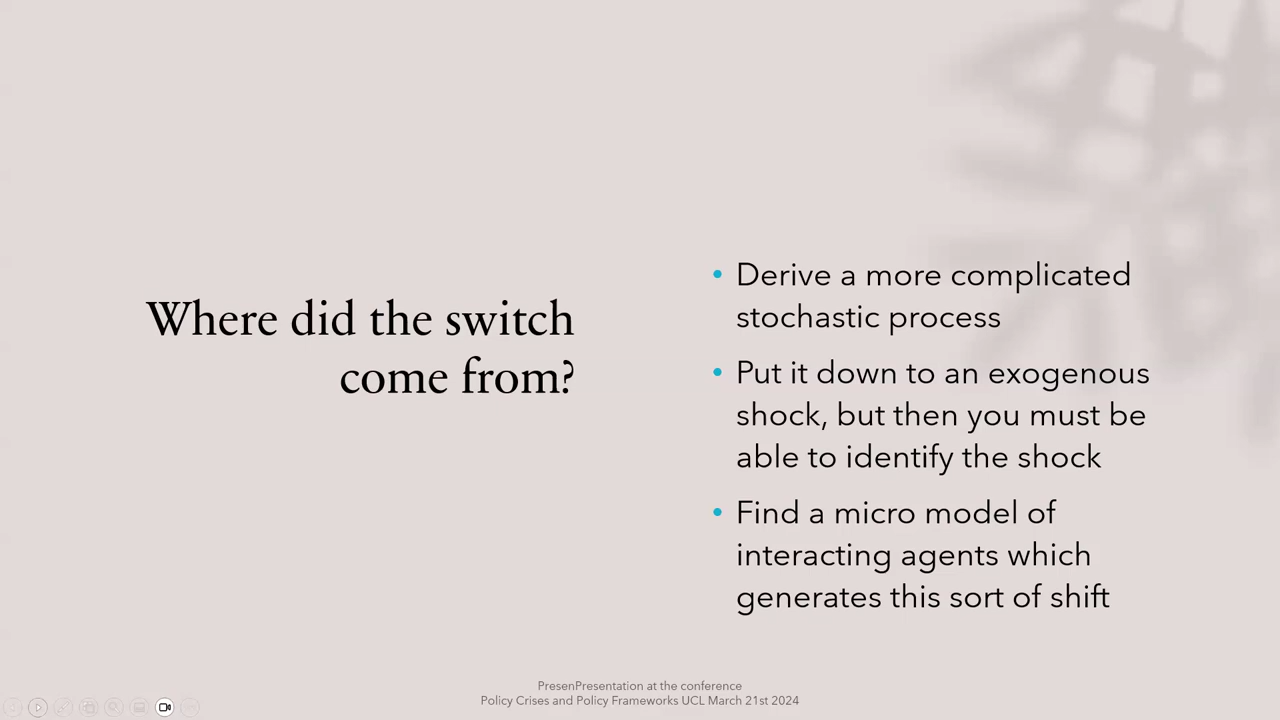 Where did the switch
come from?
• Derive a more complicated
stochastic process
• Put it down to an exogenous
shock, but then you must be
able to identify the shock
• Find a micro model of
interacting agents which
generates this sort of shift
PresenPresentation at the conference
Policy Crises and Policy Frameworks UCL March 21st 2024